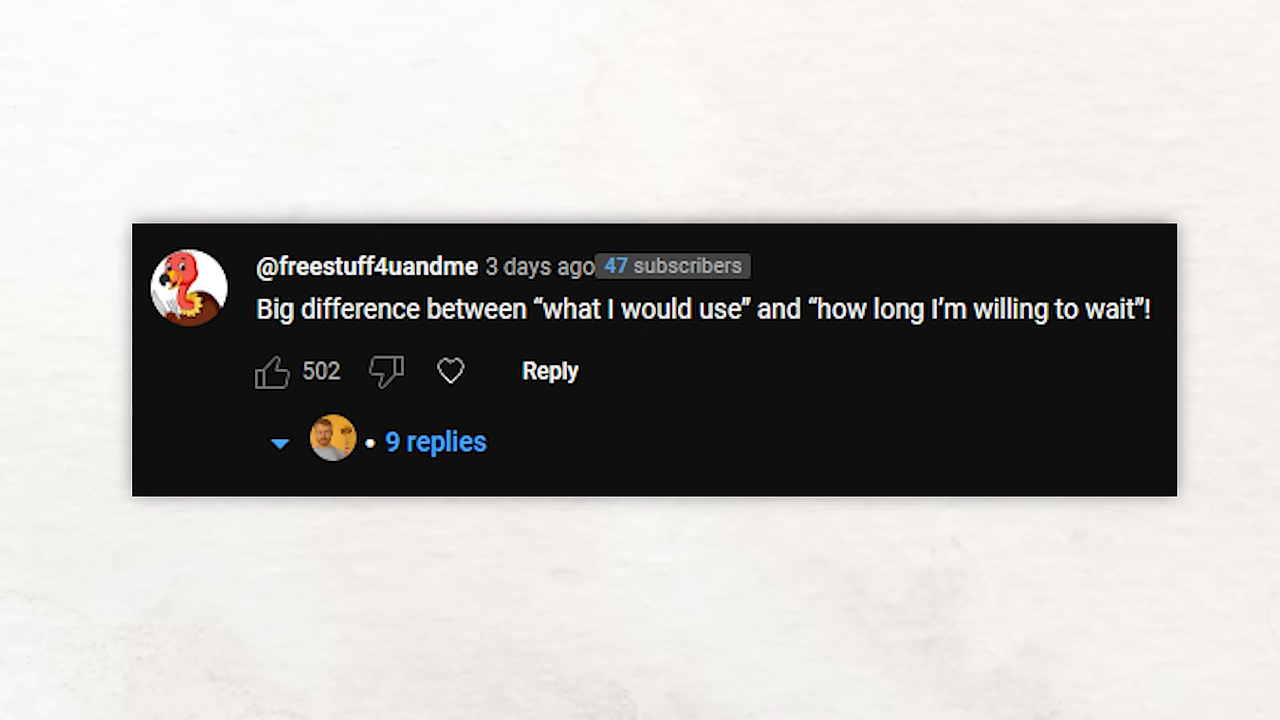 @freestuff4uandme 3 days ago 47 subscribers
Big difference between “what I would use” and “how long I’m willing to wait”!
502 Reply
• 9 replies